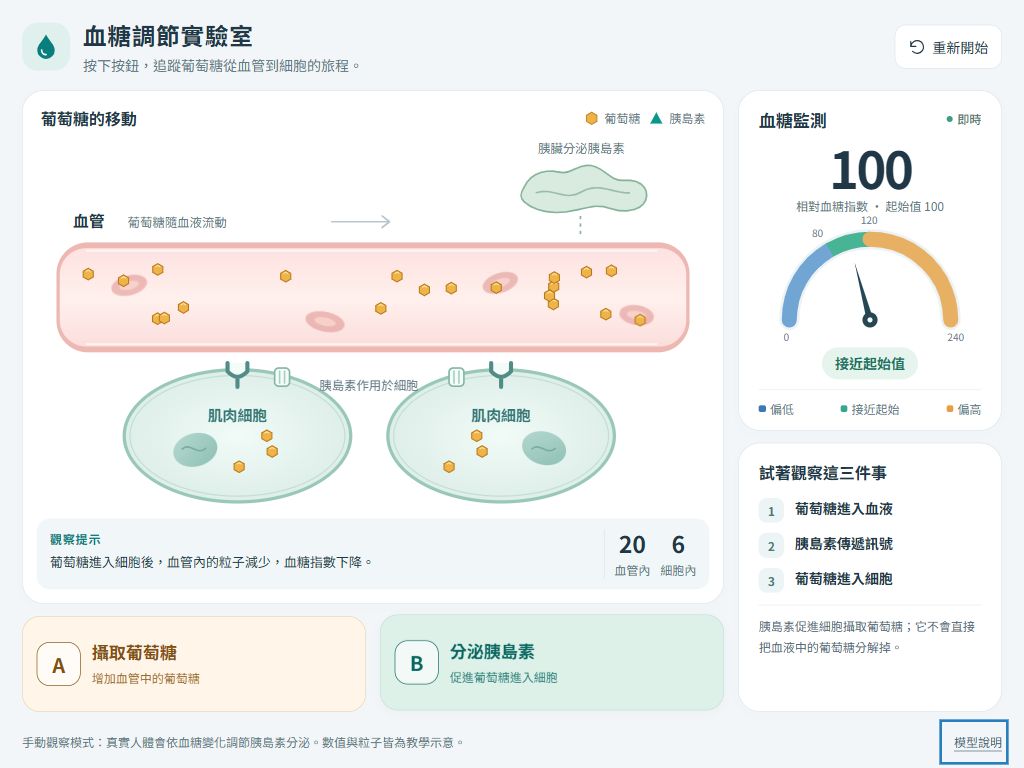 血糖調節實驗室
按下按鈕，追蹤葡萄糖從血管到細胞的旅程。
重新開始
葡萄糖的移動
葡萄糖
胰島素
胰臟分泌胰島素
血管
葡萄糖隨血液流動
胰島素作用於細胞
肌肉細胞
肌肉細胞
觀察提示
葡萄糖進入細胞後，血管內的粒子減少，血糖指數下降。
20
血管內
6
細胞內
A
攝取葡萄糖
增加血管中的葡萄糖
B
分泌胰島素
促進葡萄糖進入細胞
血糖監測
即時
100
相對血糖指數 · 起始值 100
120
80
0
240
接近起始值
偏低
接近起始
偏高
試著觀察這三件事
1 葡萄糖進入血液
2 胰島素傳遞訊號
3 葡萄糖進入細胞
胰島素促進細胞攝取葡萄糖；它不會直接
把血液中的葡萄糖分解掉。
手動觀察模式：真實人體會依血糖變化調節胰島素分泌。數值與粒子皆為教學示意。
模型說明